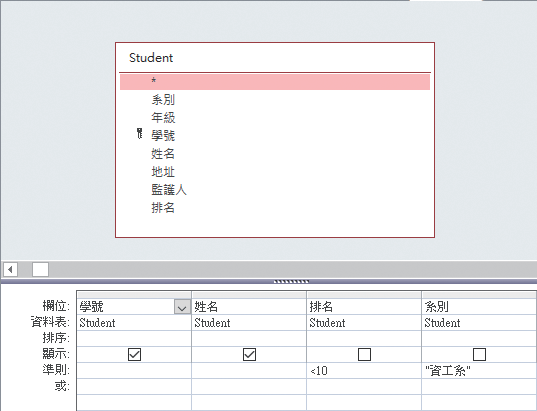 Student
*
系別
年級
學號
姓名
地址
監護人
排名
欄位: 學號 姓名 排名 系別
資料表: Student Student Student Student
排序:
顯示:
準則: <10 "資工系"
或: